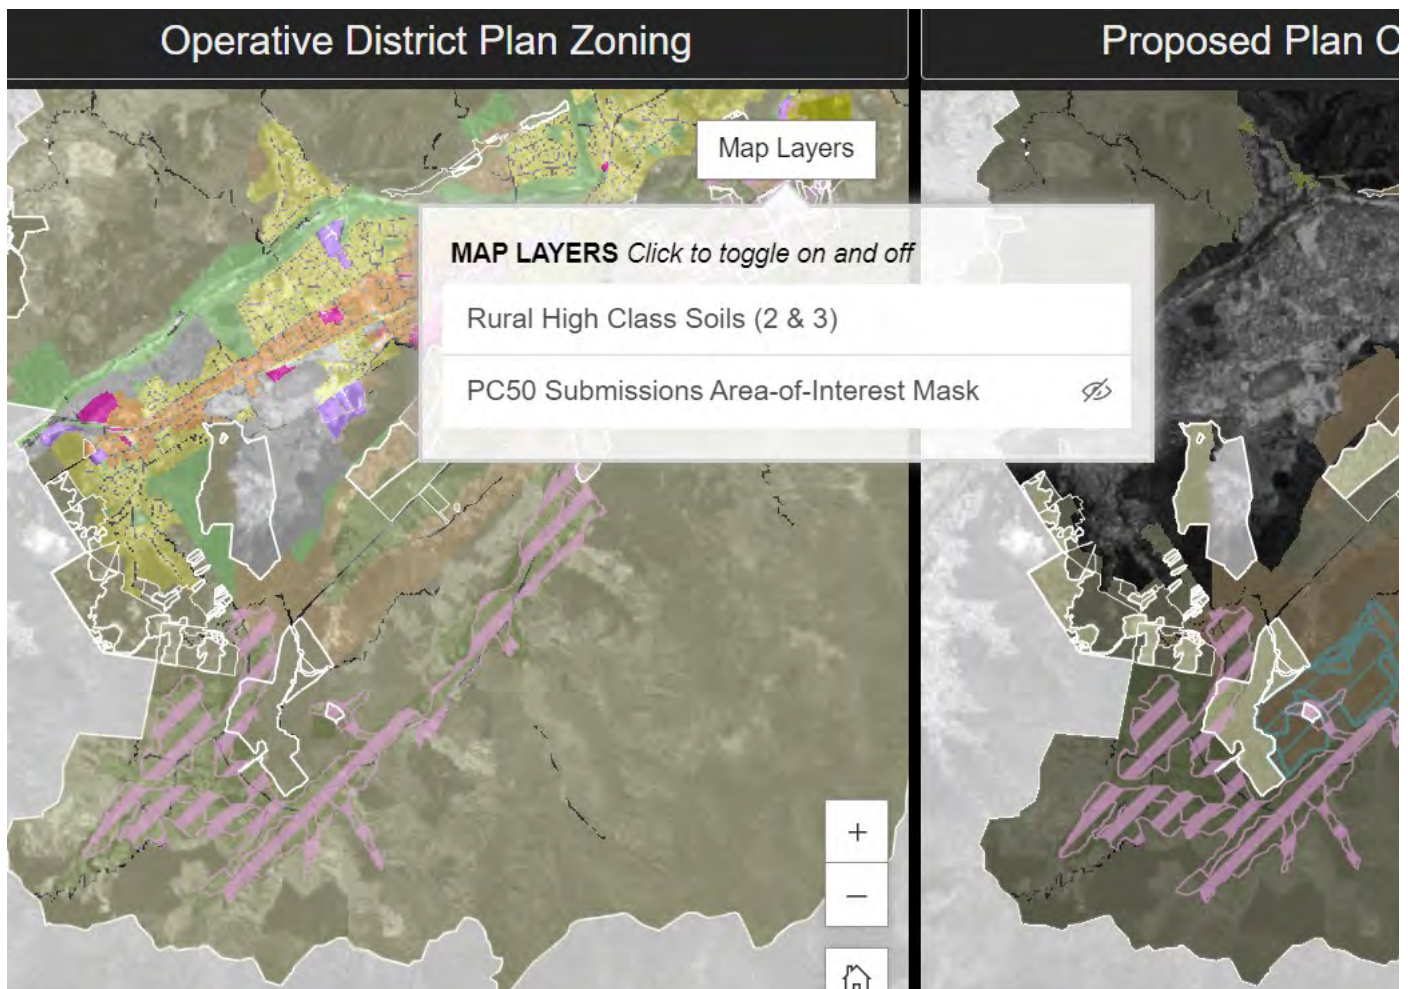 Operative District Plan Zoning
Proposed Plan C
Map Layers
MAP LAYERS Click to toggle on and off
Rural High Class Soils (2 & 3)
PC50 Submissions Area-of-Interest Mask
+
−